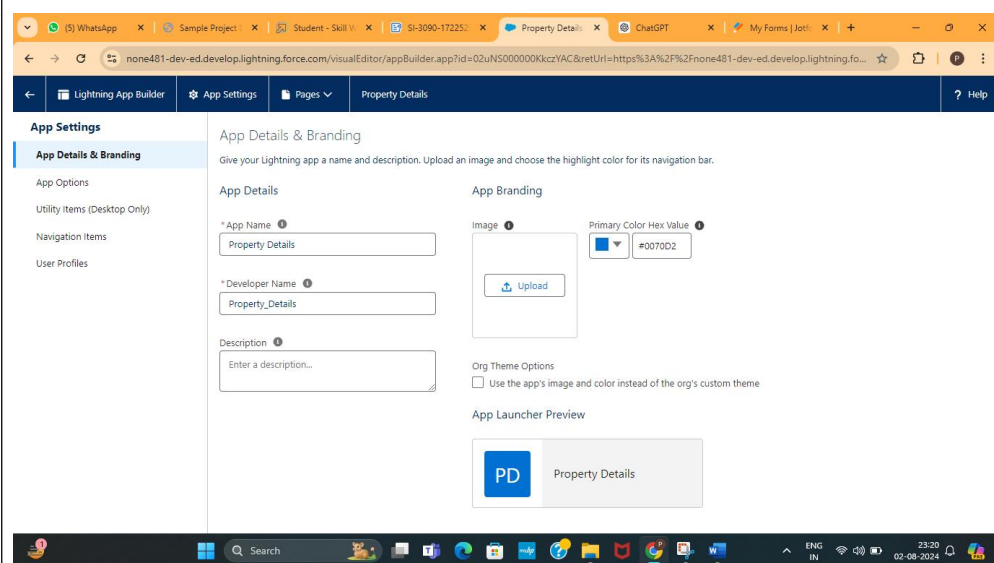 (5) WhatsApp
Sample Project
Student - Skill W
SI-3090-172252
Property Details
ChatGPT
My Forms | Jotfo
none481-dev-ed.develop.lightning.force.com/visualEditor/appBuilder.app?id=02uNS000000KkczYAC&retUrl=https%3A%2F%2Fnone481-dev-ed.develop.lightning.fo...
P
Lightning App Builder
App Settings
Pages
Property Details
? Help
App Settings
App Details & Branding
App Options
Utility Items (Desktop Only)
Navigation Items
User Profiles
App Details & Branding
Give your Lightning app a name and description. Upload an image and choose the highlight color for its navigation bar.
App Details
*App Name
Property Details
*Developer Name
Property_Details
Description
Enter a description...
App Branding
Image
Upload
Primary Color Hex Value
#0070D2
Org Theme Options
Use the app's image and color instead of the org's custom theme
App Launcher Preview
PD
Property Details
1
Search
ENG
IN
23:20
02-08-2024